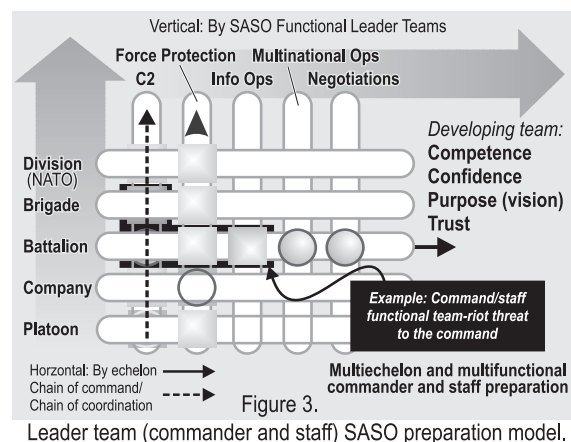 Vertical: By SASO Functional Leader Teams
Force Protection
Multinational Ops
C2
Info Ops
Negotiations
Developing team:
Competence
Confidence
Purpose (vision)
Trust
Division
(NATO)
Brigade
Battalion
Company
Platoon
Example: Command/staff
functional team-riot threat
to the command
Horzontal: By echelon
Chain of command/
Chain of coordination
Multiechelon and multifunctional
commander and staff preparation
Figure 3.
Leader team (commander and staff) SASO preparation model.